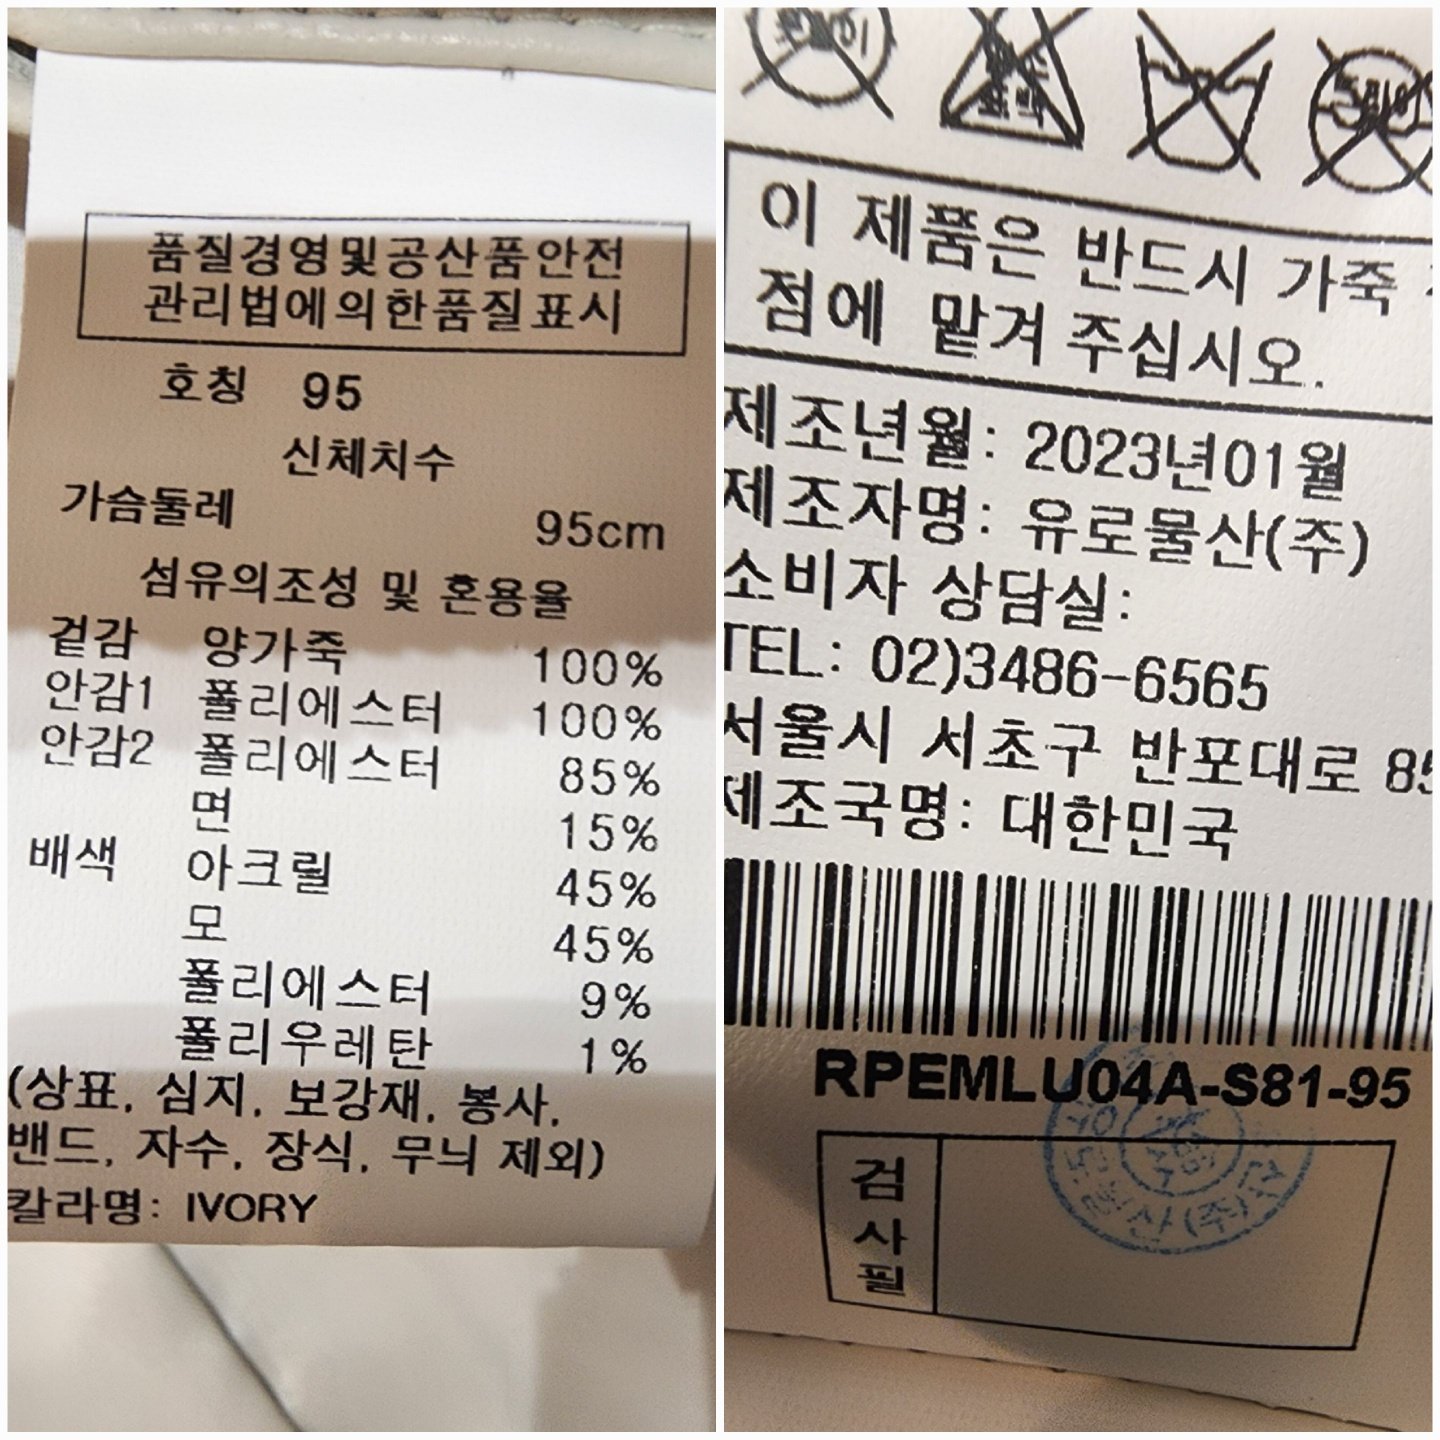 품질경영및공산품안전
관리법에의한품질표시
호칭 95
신체치수
가슴둘레 95cm
섬유의조성 및 혼용율
겉감 양가죽 100%
안감1 폴리에스터 100%
안감2 폴리에스터 85%
면 15%
배색 아크릴 45%
모 45%
폴리에스터 9%
폴리우레탄 1%
(상표, 심지, 보강재, 봉사,
밴드, 자수, 장식, 무늬 제외)
칼라명: IVORY
이 제품은 반드시 가죽
점에 맡겨 주십시오.
제조년월: 2023년01월
제조자명: 유로물산(주)
소비자 상담실:
TEL: 02)3486-6565
서울시 서초구 반포대로 85
제조국명: 대한민국
RPEMLU04A-S81-95
검사필